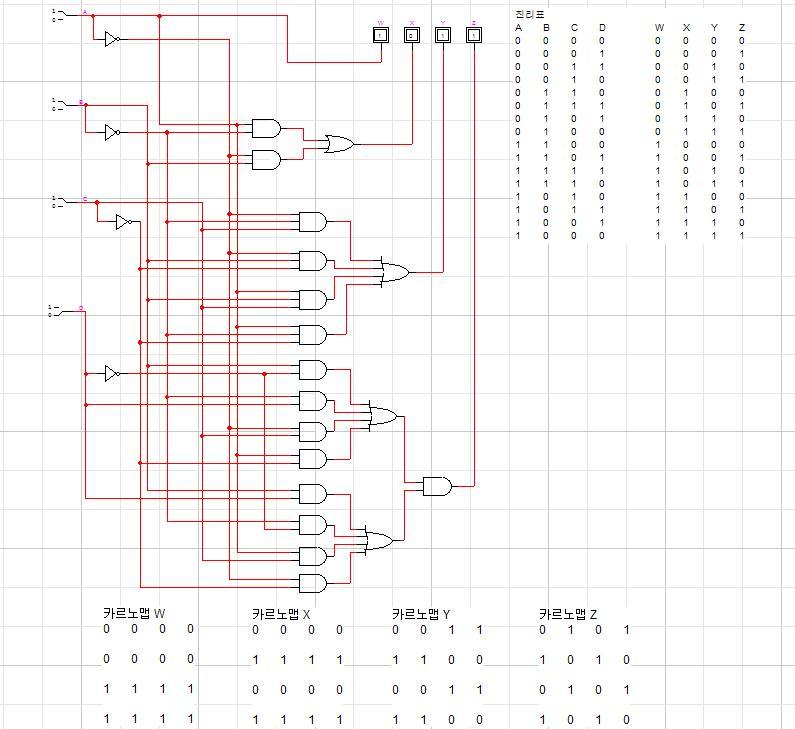 진리표
A B C D W X Y Z
0 0 0 0 0 0 0 0
0 0 0 1 0 0 0 1
0 0 1 1 0 0 1 0
0 0 1 0 0 0 1 1
0 1 1 0 0 1 0 0
0 1 1 1 0 1 0 1
0 1 0 1 0 1 1 0
0 1 0 0 0 1 1 1
1 1 0 0 1 0 0 0
1 1 0 1 1 0 0 1
1 1 1 1 1 0 1 0
1 1 1 0 1 0 1 1
1 0 1 0 1 1 0 0
1 0 1 1 1 1 0 1
1 0 0 1 1 1 1 0
1 0 0 0 1 1 1 1
W X Y Z
1 0 1 1
1 A
0
1 B
0
1 C
0
1 D
0
카르노맵 W
0 0 0 0
0 0 0 0
1 1 1 1
1 1 1 1
카르노맵 X
0 0 0 0
1 1 1 1
0 0 0 0
1 1 1 1
카르노맵 Y
0 0 1 1
1 1 0 0
0 0 1 1
1 1 0 0
카르노맵 Z
0 1 0 1
1 0 1 0
0 1 0 1
1 0 1 0